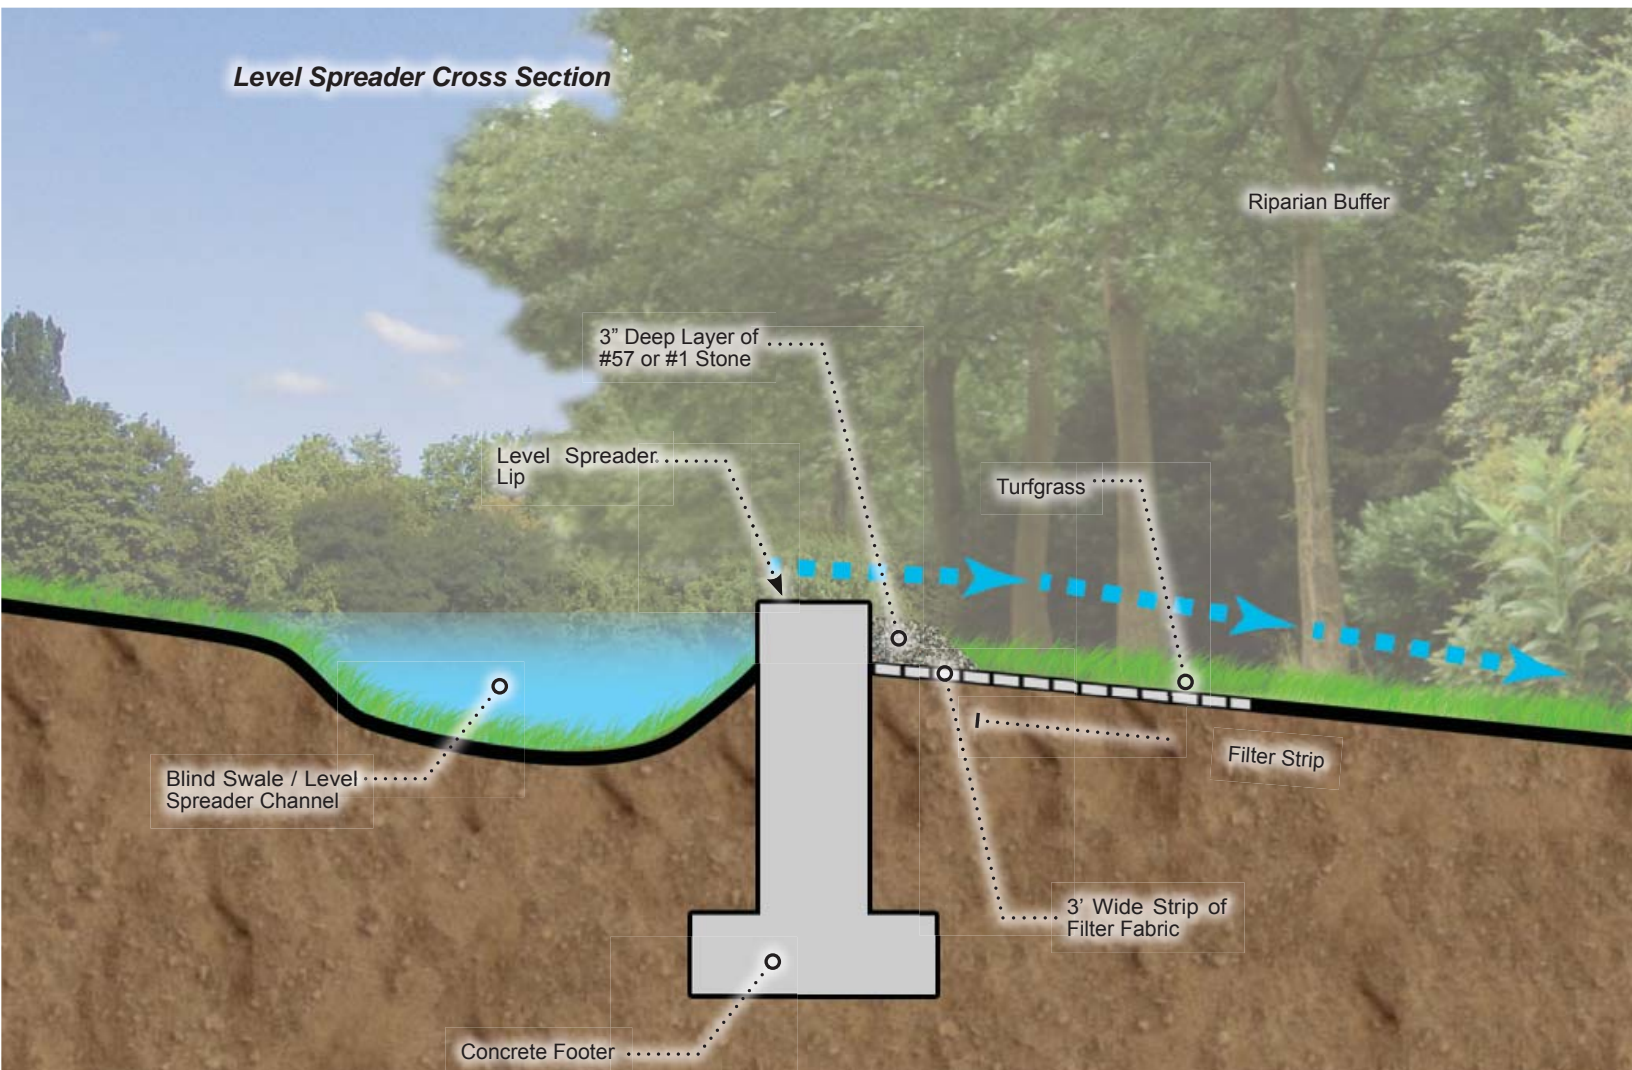 Level Spreader Cross Section
Riparian Buffer
3” Deep Layer of
#57 or #1 Stone
Level Spreader
Lip
Turfgrass
Blind Swale / Level
Spreader Channel
Filter Strip
3’ Wide Strip of
Filter Fabric
Concrete Footer